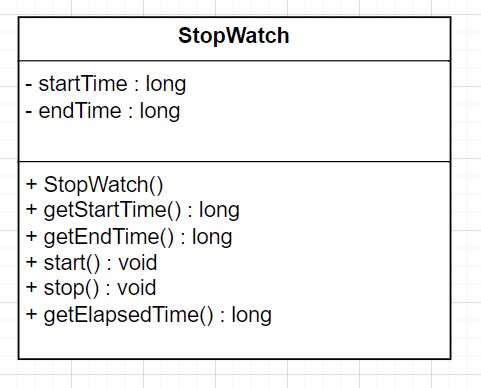 StopWatch
- startTime : long
- endTime : long
+ StopWatch()
+ getStartTime() : long
+ getEndTime() : long
+ start() : void
+ stop() : void
+ getElapsedTime() : long